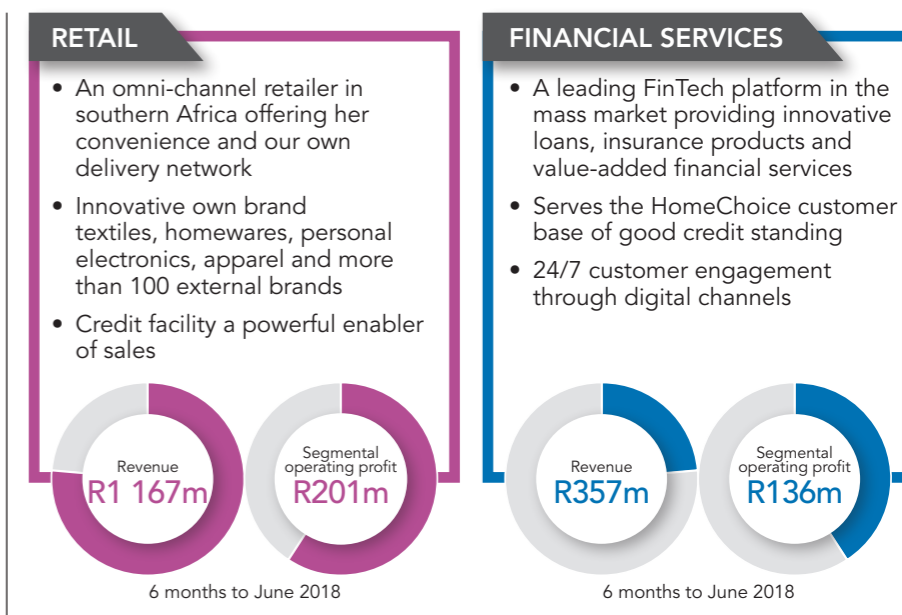 RETAIL
• An omni-channel retailer in
southern Africa offering her
convenience and our own
delivery network
• Innovative own brand
textiles, homewares, personal
electronics, apparel and more
than 100 external brands
• Credit facility a powerful enabler
of sales
Revenue
R1 167m
Segmental
operating profit
R201m
6 months to June 2018
FINANCIAL SERVICES
• A leading FinTech platform in the
mass market providing innovative
loans, insurance products and
value-added financial services
• Serves the HomeChoice customer
base of good credit standing
• 24/7 customer engagement
through digital channels
Revenue
R357m
Segmental
operating profit
R136m
6 months to June 2018